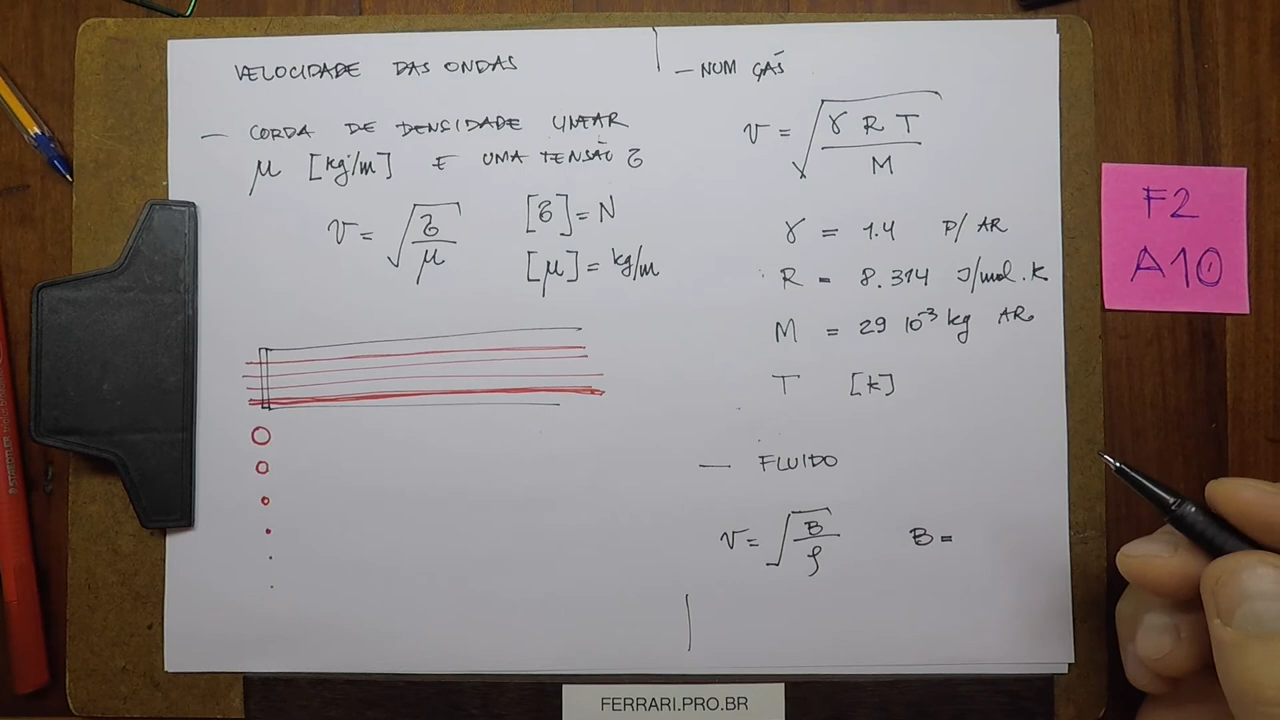 VELOCIDADE DAS ONDAS
— CORDA DE DENSIDADE LINEAR
μ [kg/m] E UMA TENSÃO τ
v = √(τ/μ) [τ] = N
[μ] = kg/m
— NUM GÁS
v = √(γ R T / M)
γ = 1.4 P/ AR
R = 8.314 J/mol.k
M = 29 10⁻³ kg AR
T [k]
— FLUIDO
v = √(B/ρ) B =
F2
A10
STAEDTLER
FERRARI.PRO.BR